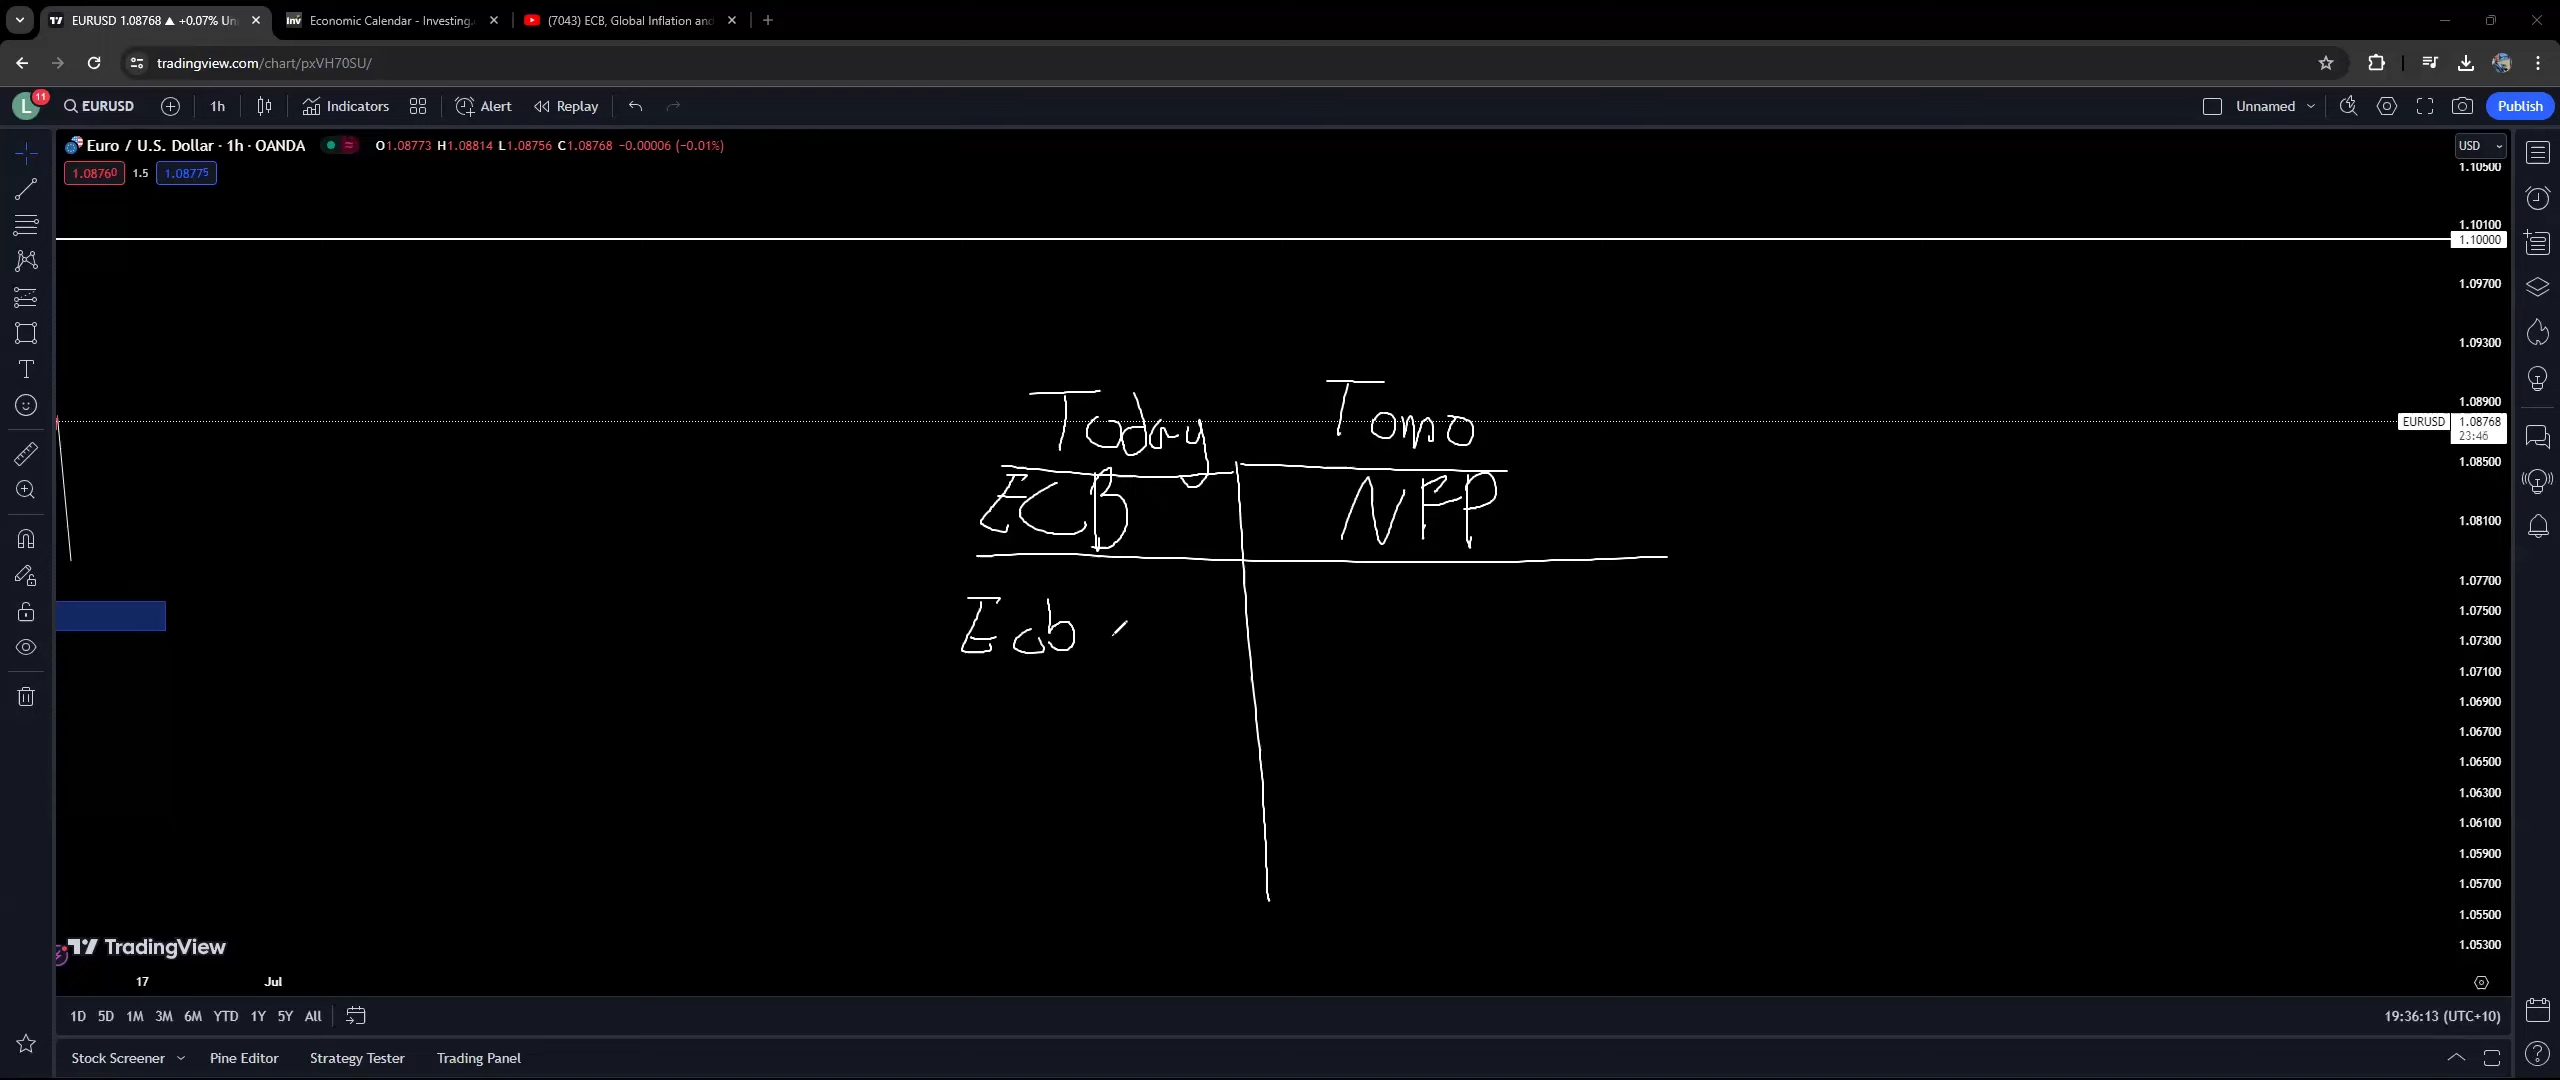 EURUSD 1.08768 ▲ +0.07% Un
Economic Calendar - Investing.
(7043) ECB, Global Inflation and
tradingview.com/chart/pxVH70SU/
L 11 EURUSD 1h Indicators Alert Replay Unnamed Publish
Euro / U.S. Dollar · 1h · OANDA O1.08773 H1.08814 L1.08756 C1.08768 −0.00006 (−0.01%)
USD
1.08760 1.5 1.08775
1.10500
1.10100
1.10000
1.09700
1.09300
1.08900
Today Tomo
EURUSD 1.08768
23:46
1.08500
ECB NFP
1.08100
1.07700
1.07500
Ecb
1.07300
1.07100
1.06900
1.06700
1.06500
1.06300
1.06100
1.05900
1.05700
1.05500
1.05300
TradingView
17 Jul
1D 5D 1M 3M 6M YTD 1Y 5Y All 19:36:13 (UTC+10)
Stock Screener Pine Editor Strategy Tester Trading Panel